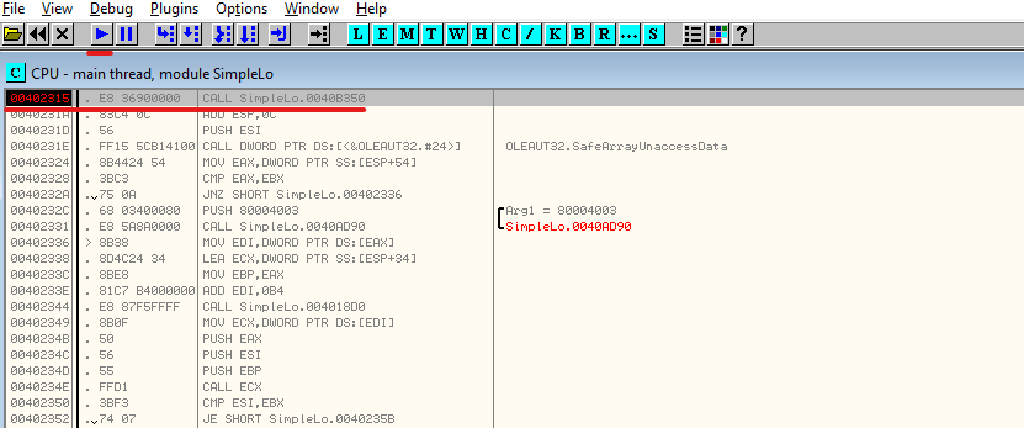 File View Debug Plugins Options Window Help
L E M T W H C / K B R ... S ?
C CPU - main thread, module SimpleLo
00402315 . E8 36900000 CALL SimpleLo.0040B350
0040231A . 83C4 0C ADD ESP,0C
0040231D . 56 PUSH ESI
0040231E . FF15 5CB14100 CALL DWORD PTR DS:[<&OLEAUT32.#24>] OLEAUT32.SafeArrayUnaccessData
00402324 . 8B4424 54 MOV EAX,DWORD PTR SS:[ESP+54]
00402328 . 3BC3 CMP EAX,EBX
0040232A . 75 0A JNZ SHORT SimpleLo.00402336
0040232C . 68 03400080 PUSH 80004003 Arg1 = 80004003
00402331 . E8 5A8A0000 CALL SimpleLo.0040AD90 SimpleLo.0040AD90
00402336 > 8B38 MOV EDI,DWORD PTR DS:[EAX]
00402338 . 8D4C24 34 LEA ECX,DWORD PTR SS:[ESP+34]
0040233C . 8BE8 MOV EBP,EAX
0040233E . 81C7 B4000000 ADD EDI,0B4
00402344 . E8 87F5FFFF CALL SimpleLo.004018D0
00402349 . 8B0F MOV ECX,DWORD PTR DS:[EDI]
0040234B . 50 PUSH EAX
0040234C . 56 PUSH ESI
0040234D . 55 PUSH EBP
0040234E . FFD1 CALL ECX
00402350 . 3BF3 CMP ESI,EBX
00402352 . 74 07 JE SHORT SimpleLo.0040235B